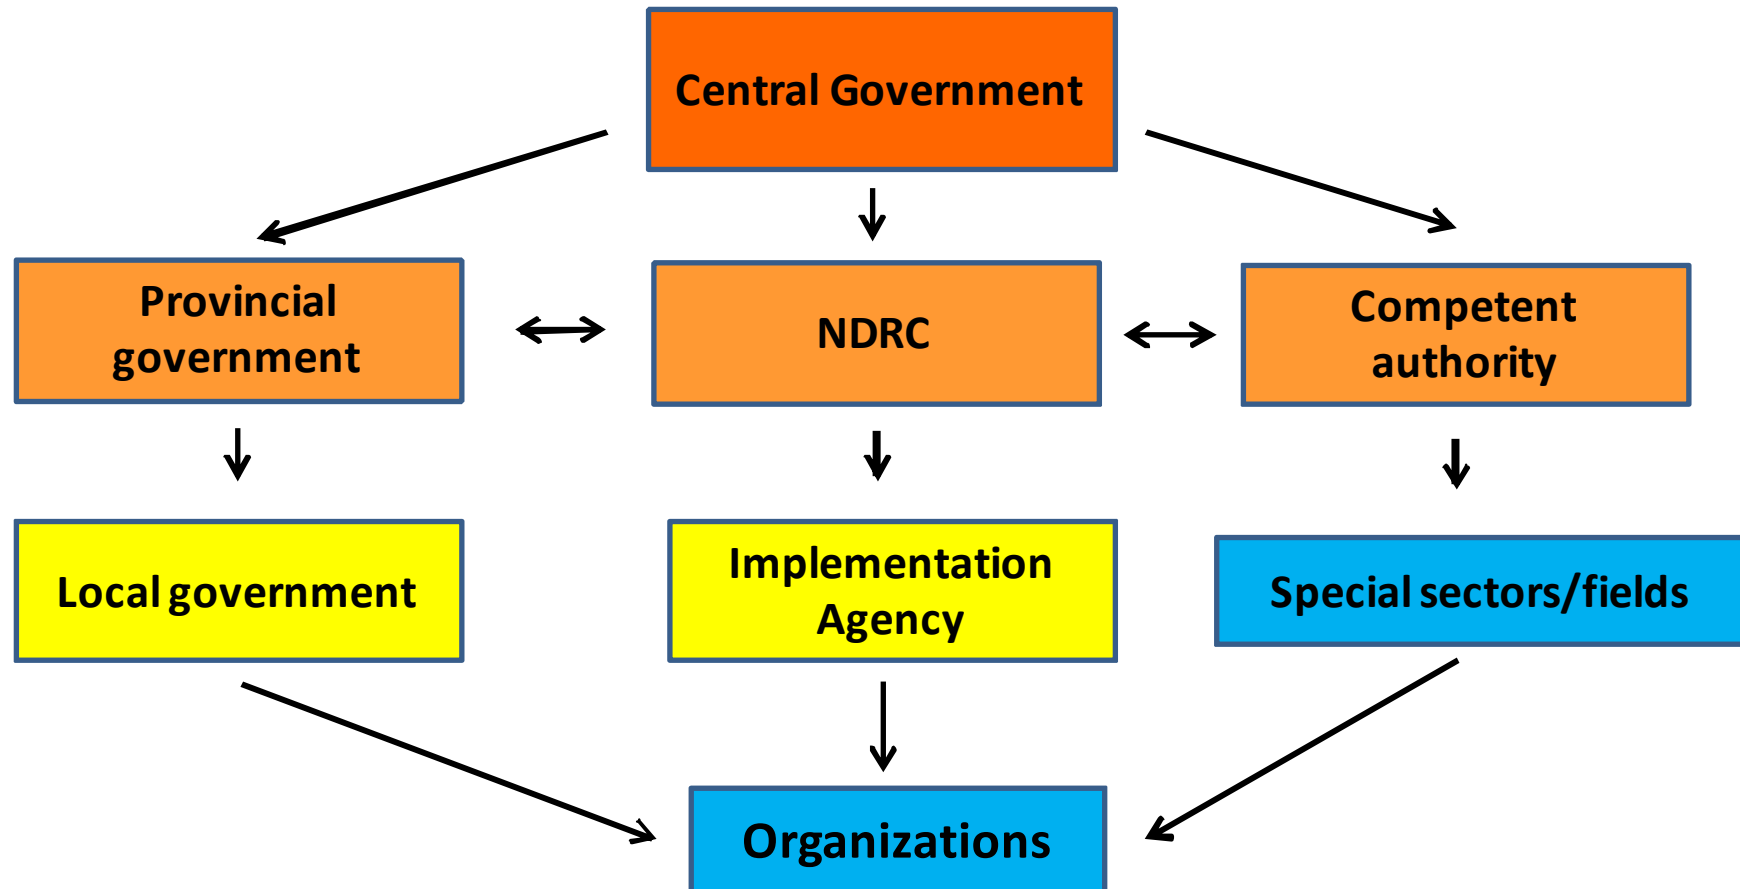 Central Government
Provincial
government
NDRC
Competent
authority
Local government
Implementation
Agency
Special sectors/fields
Organizations